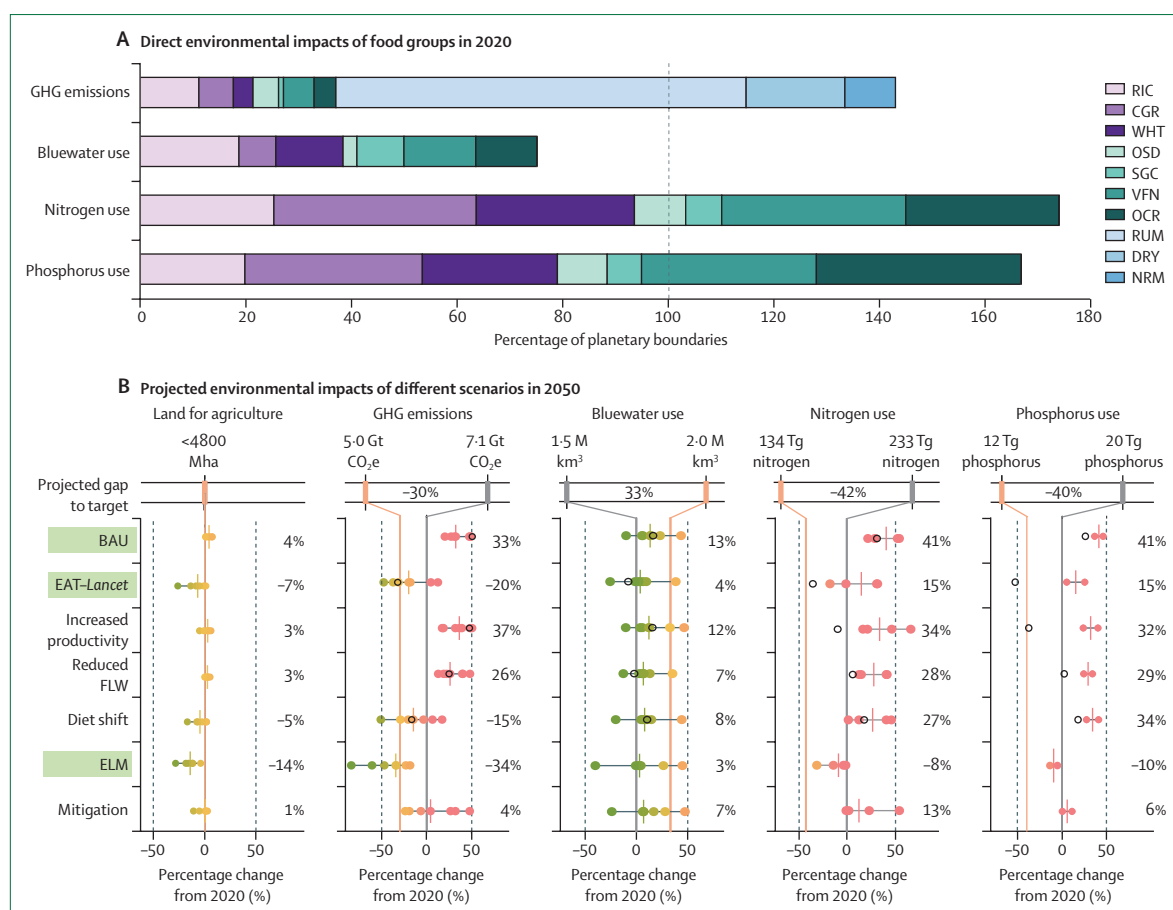 A Direct environmental impacts of food groups in 2020
GHG emissions
Bluewater use
Nitrogen use
Phosphorus use
0 20 40 60 80 100 120 140 160 180
Percentage of planetary boundaries
RIC
CGR
WHT
OSD
SGC
VFN
OCR
RUM
DRY
NRM
B Projected environmental impacts of different scenarios in 2050
Land for agriculture GHG emissions Bluewater use Nitrogen use Phosphorus use
<4800 5·0 Gt 7·1 Gt 1·5 M 2·0 M 134 Tg 233 Tg 12 Tg 20 Tg
Mha CO₂e CO₂e km³ km³ nitrogen nitrogen phosphorus phosphorus
Projected gap
to target
–30% 33% –42% –40%
BAU 4% 33% 13% 41% 41%
EAT–Lancet –7% –20% 4% 15% 15%
Increased
productivity 3% 37% 12% 34% 32%
Reduced
FLW 3% 26% 7% 28% 29%
Diet shift –5% –15% 8% 27% 34%
ELM –14% –34% 3% –8% –10%
Mitigation 1% 4% 7% 13% 6%
–50 0 50 –50 0 50 –50 0 50 –50 0 50 –50 0 50
Percentage change Percentage change Percentage change Percentage change Percentage change
from 2020 (%) from 2020 (%) from 2020 (%) from 2020 (%) from 2020 (%)